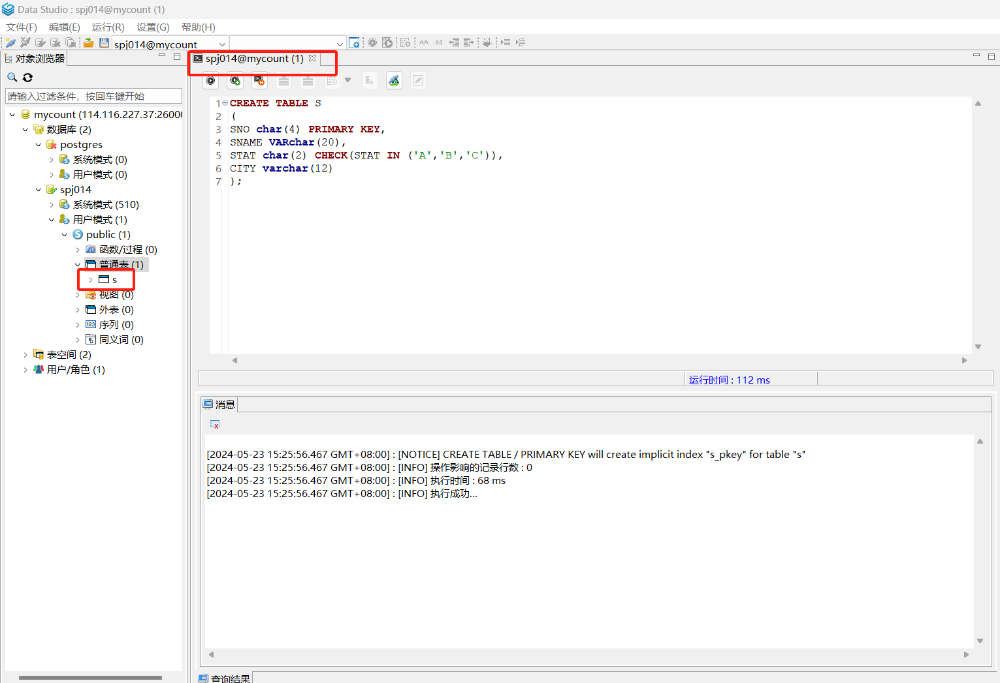 Data Studio : spj014@mycount (1)
文件(F) 编辑(E) 运行(R) 设置(G) 帮助(H)
spj014@mycount
对象浏览器
请输入过滤条件，按回车键开始
mycount (114.116.227.37:2600
数据库 (2)
postgres
系统模式 (0)
用户模式 (0)
spj014
系统模式 (510)
用户模式 (1)
public (1)
函数/过程 (0)
普通表 (1)
s
视图 (0)
外表 (0)
序列 (0)
同义词 (0)
表空间 (2)
用户/角色 (1)
spj014@mycount (1)
1 CREATE TABLE S
2 (
3 SNO char(4) PRIMARY KEY,
4 SNAME VARchar(20),
5 STAT char(2) CHECK(STAT IN ('A','B','C')),
6 CITY varchar(12)
7 );
运行时间 : 112 ms
消息
[2024-05-23 15:25:56.467 GMT+08:00] : [NOTICE] CREATE TABLE / PRIMARY KEY will create implicit index "s_pkey" for table "s"
[2024-05-23 15:25:56.467 GMT+08:00] : [INFO] 操作影响的记录行数 : 0
[2024-05-23 15:25:56.467 GMT+08:00] : [INFO] 执行时间 : 68 ms
[2024-05-23 15:25:56.467 GMT+08:00] : [INFO] 执行成功...
查询结果